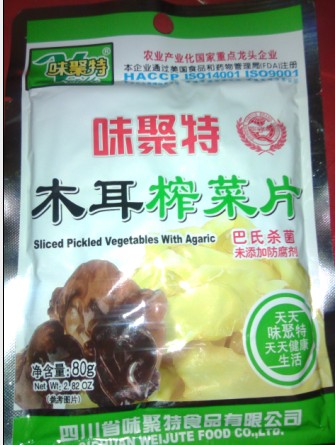 味聚特
®
农业产业化国家重点龙头企业
本企业通过美国食品和药物管理局(FDA)注册
HACCP ISO14001 ISO9001
味聚特
木耳榨菜片
Sliced Pickled Vegetables With Agaric
巴氏杀菌
未添加防腐剂
天天
味聚特
天天健康
生活
净含量:80g
Net Wt: 2.82 OZ
(参考图片)
四川省味聚特食品有限公司
SICHUAN WEIJUTE FOOD CO.,LTD.